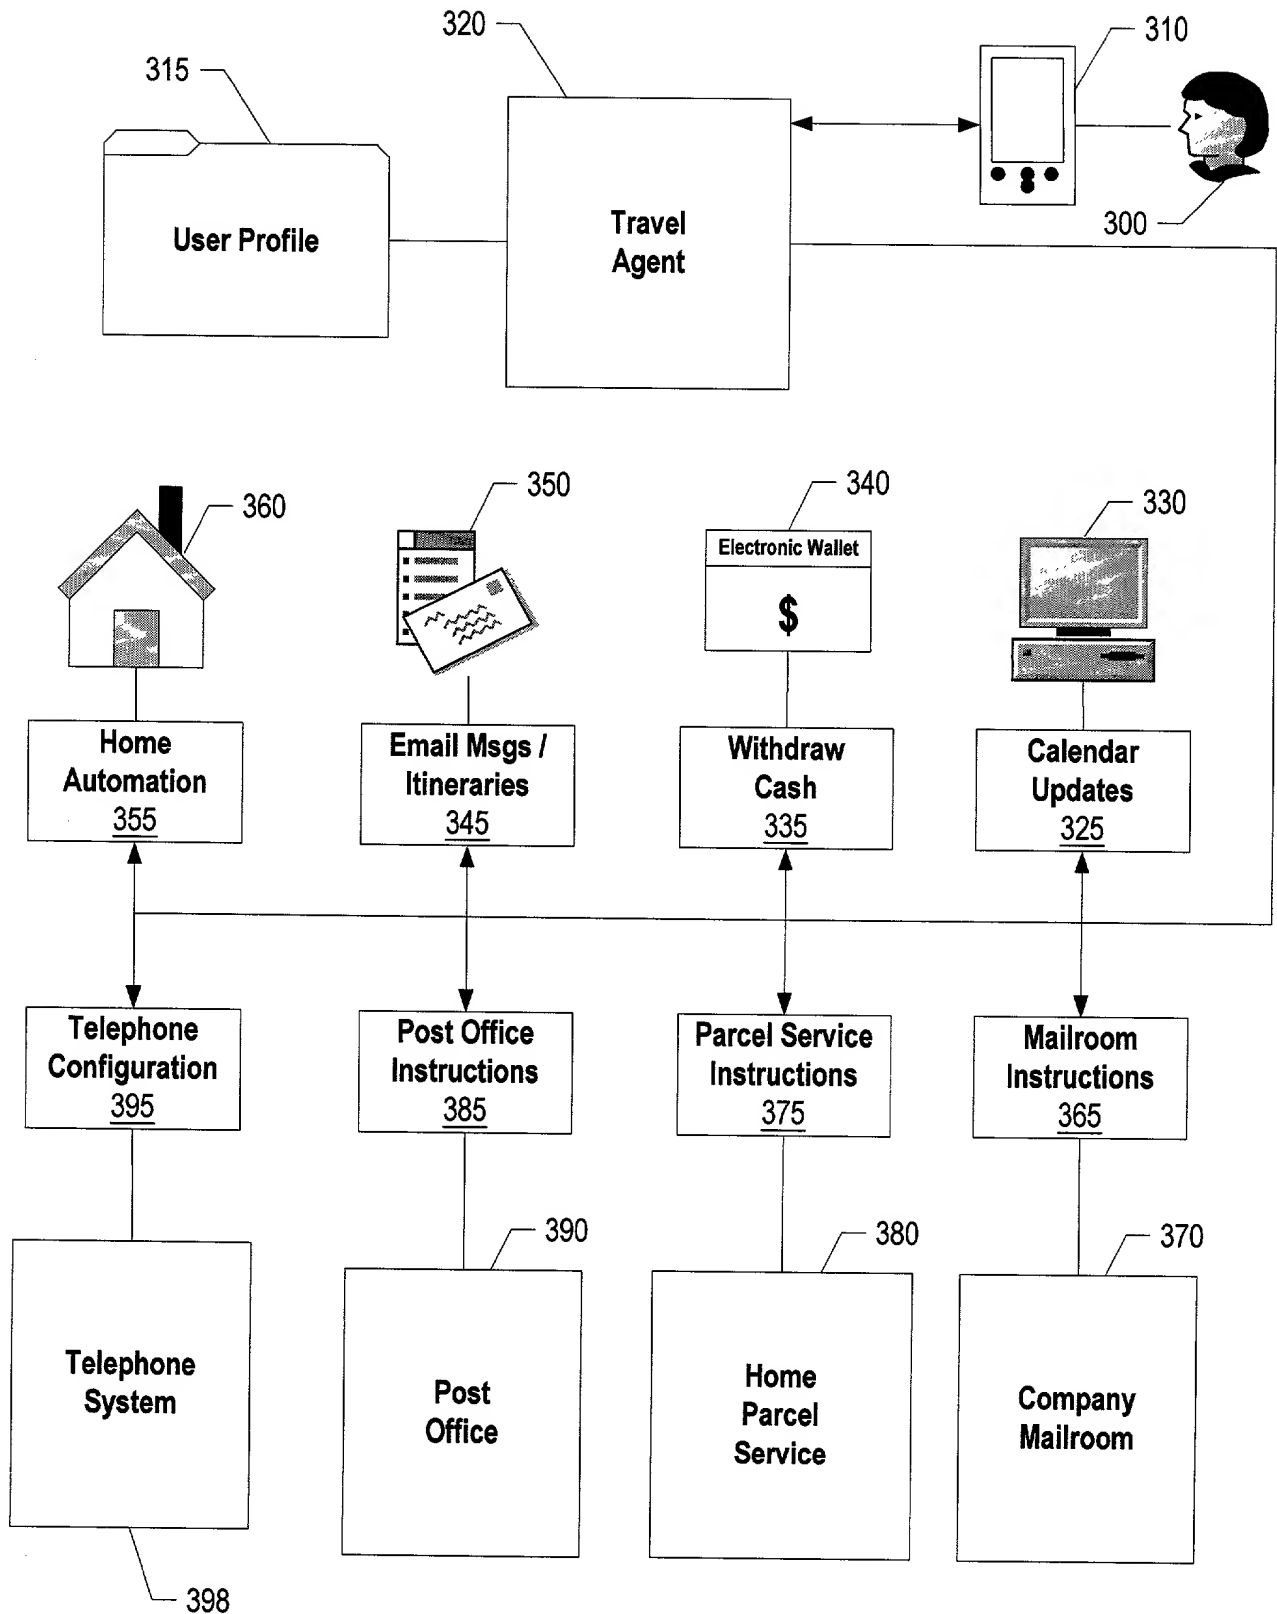 320
310
315
User Profile
Travel
Agent
300
360
350
340
330
Electronic Wallet
$
Home
Automation
355
Email Msgs /
Itineraries
345
Withdraw
Cash
335
Calendar
Updates
325
Telephone
Configuration
395
Post Office
Instructions
385
Parcel Service
Instructions
375
Mailroom
Instructions
365
390
380
370
Telephone
System
Post
Office
Home
Parcel
Service
Company
Mailroom
398